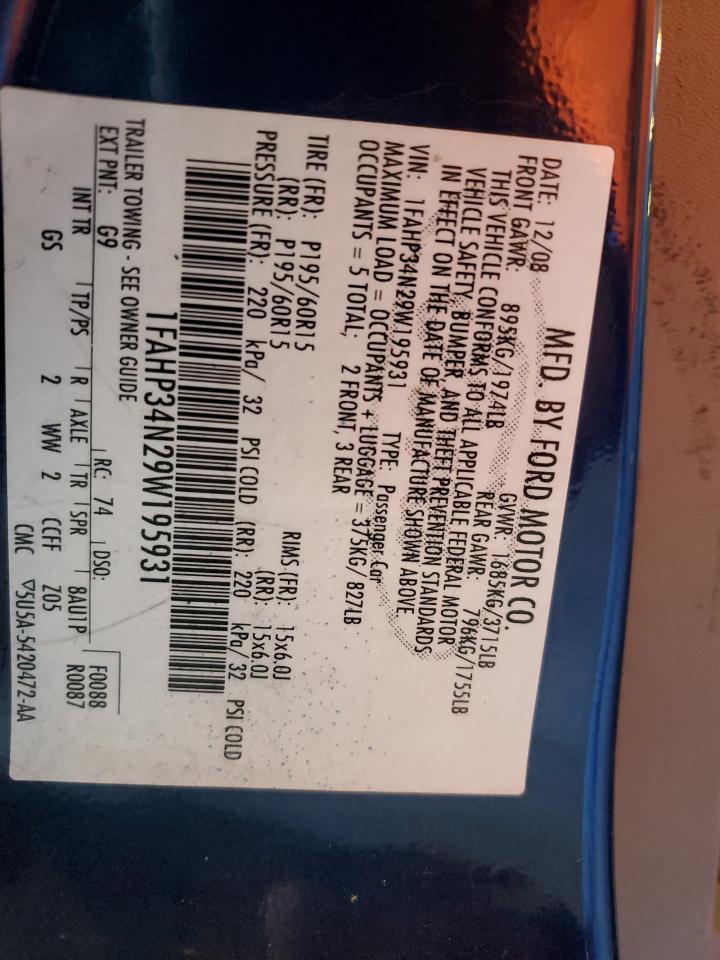 MFD. BY FORD MOTOR CO.
DATE: 12/08 GVWR: 1685KG/3715LB
FRONT GAWR: 895KG/1974LB REAR GAWR: 796KG/1755LB
THIS VEHICLE CONFORMS TO ALL APPLICABLE FEDERAL MOTOR
VEHICLE SAFETY, BUMPER, AND THEFT PREVENTION STANDARDS
IN EFFECT ON THE DATE OF MANUFACTURE SHOWN ABOVE.
VIN: 1FAHP34N29W195931 TYPE: Passenger Car
MAXIMUM LOAD = OCCUPANTS + LUGGAGE = 375KG/ 827LB
OCCUPANTS = 5 TOTAL; 2 FRONT, 3 REAR
TIRE (FR): P195/60R15 RIMS (FR): 15x6.0J
(RR): P195/60R15 (RR): 15x6.0J
PRESSURE (FR): 220 kPa/ 32 PSI COLD (RR): 220 kPa/ 32 PSI COLD
1FAHP34N29W195931
TRAILER TOWING - SEE OWNER GUIDE
EXT PNT: G9 RC: 74 DSO: F0088
R0087
INT TR TP/PS R AXLE TR SPR 8AU1P
GS 2 WW 2 CCFF Z05
CMC ▽5U5A-5420472-AA